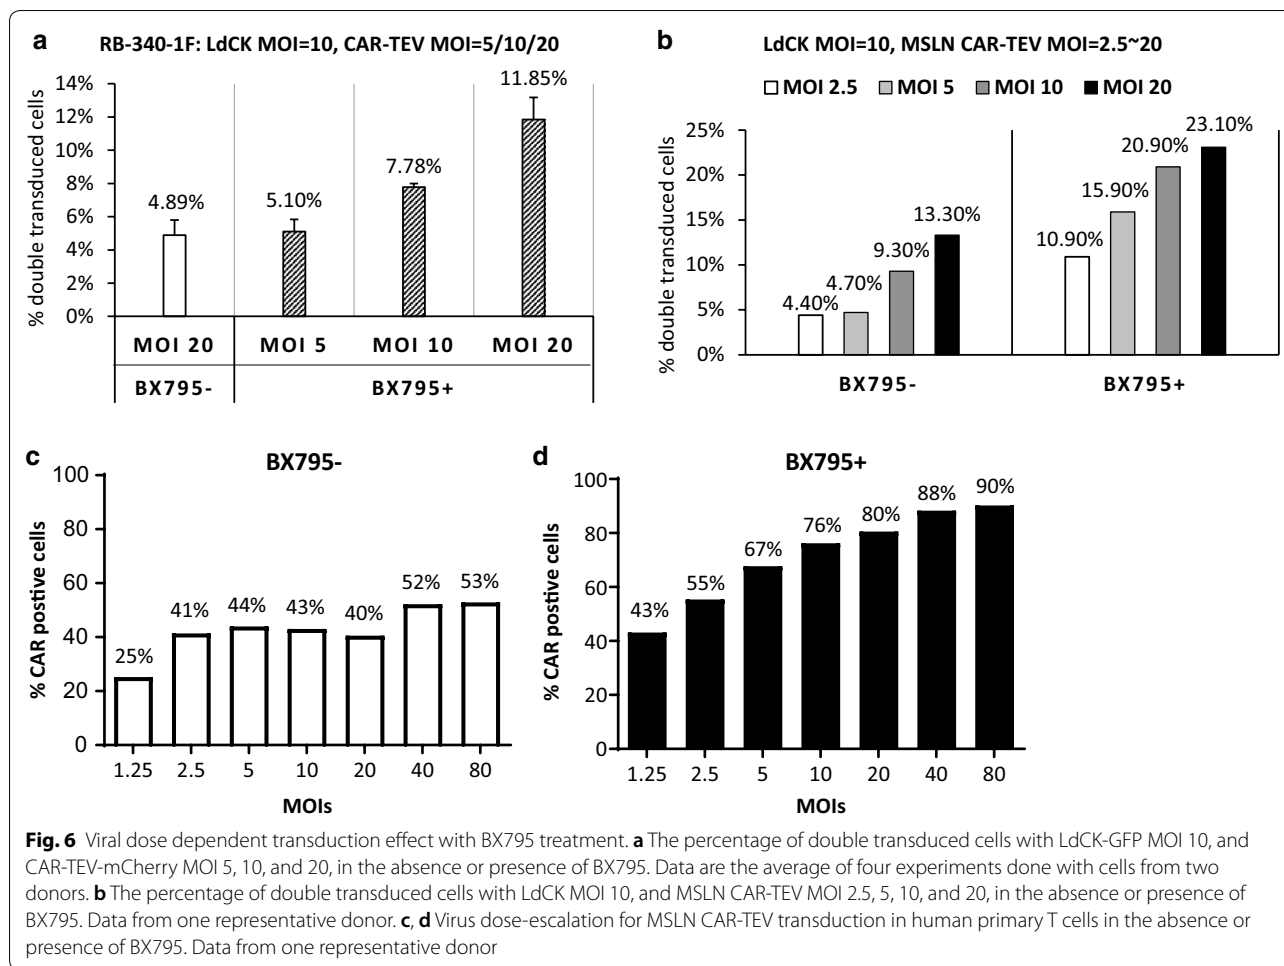 a
RB-340-1F: LdCK MOI=10, CAR-TEV MOI=5/10/20
% double transduced cells
14%
12%
10%
8%
6%
4%
2%
0%
4.89%
5.10%
7.78%
11.85%
MOI 20 MOI 5 MOI 10 MOI 20
BX795- BX795+
b
LdCK MOI=10, MSLN CAR-TEV MOI=2.5~20
MOI 2.5 MOI 5 MOI 10 MOI 20
% double transduced cells
25%
20%
15%
10%
5%
0%
4.40%
4.70%
9.30%
13.30%
10.90%
15.90%
20.90%
23.10%
BX795- BX795+
c
BX795-
% CAR postive cells
100
80
60
40
20
0
25%
41%
44%
43%
40%
52%
53%
1.25 2.5 5 10 20 40 80
MOIs
d
BX795+
% CAR postive cells
100
80
60
40
20
0
43%
55%
67%
76%
80%
88%
90%
1.25 2.5 5 10 20 40 80
MOIs
Fig. 6 Viral dose dependent transduction effect with BX795 treatment. a The percentage of double transduced cells with LdCK-GFP MOI 10, and
CAR-TEV-mCherry MOI 5, 10, and 20, in the absence or presence of BX795. Data are the average of four experiments done with cells from two
donors. b The percentage of double transduced cells with LdCK MOI 10, and MSLN CAR-TEV MOI 2.5, 5, 10, and 20, in the absence or presence of
BX795. Data from one representative donor. c, d Virus dose-escalation for MSLN CAR-TEV transduction in human primary T cells in the absence or
presence of BX795. Data from one representative donor